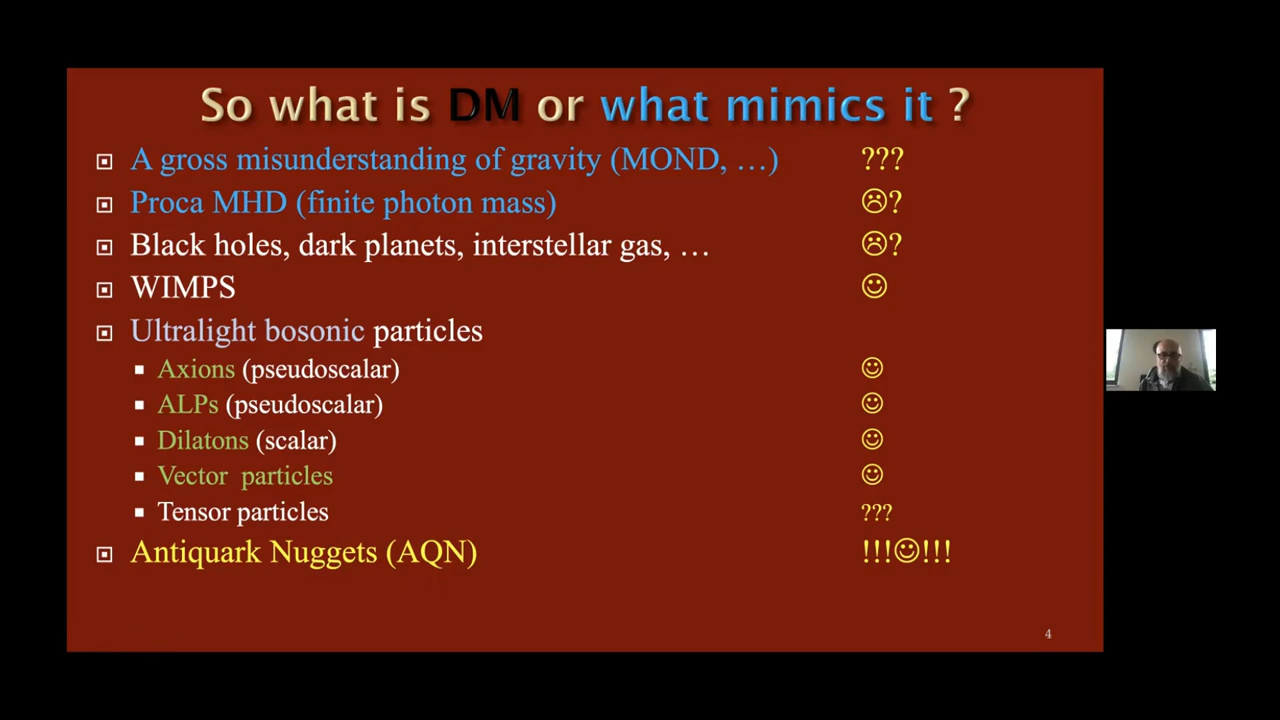 So what is DM or what mimics it ?
A gross misunderstanding of gravity (MOND, …) ???
Proca MHD (finite photon mass) ☹?
Black holes, dark planets, interstellar gas, … ☹?
WIMPS ☺
Ultralight bosonic particles
Axions (pseudoscalar) ☺
ALPs (pseudoscalar) ☺
Dilatons (scalar) ☺
Vector particles ☺
Tensor particles ???
Antiquark Nuggets (AQN) !!!☺!!!
4